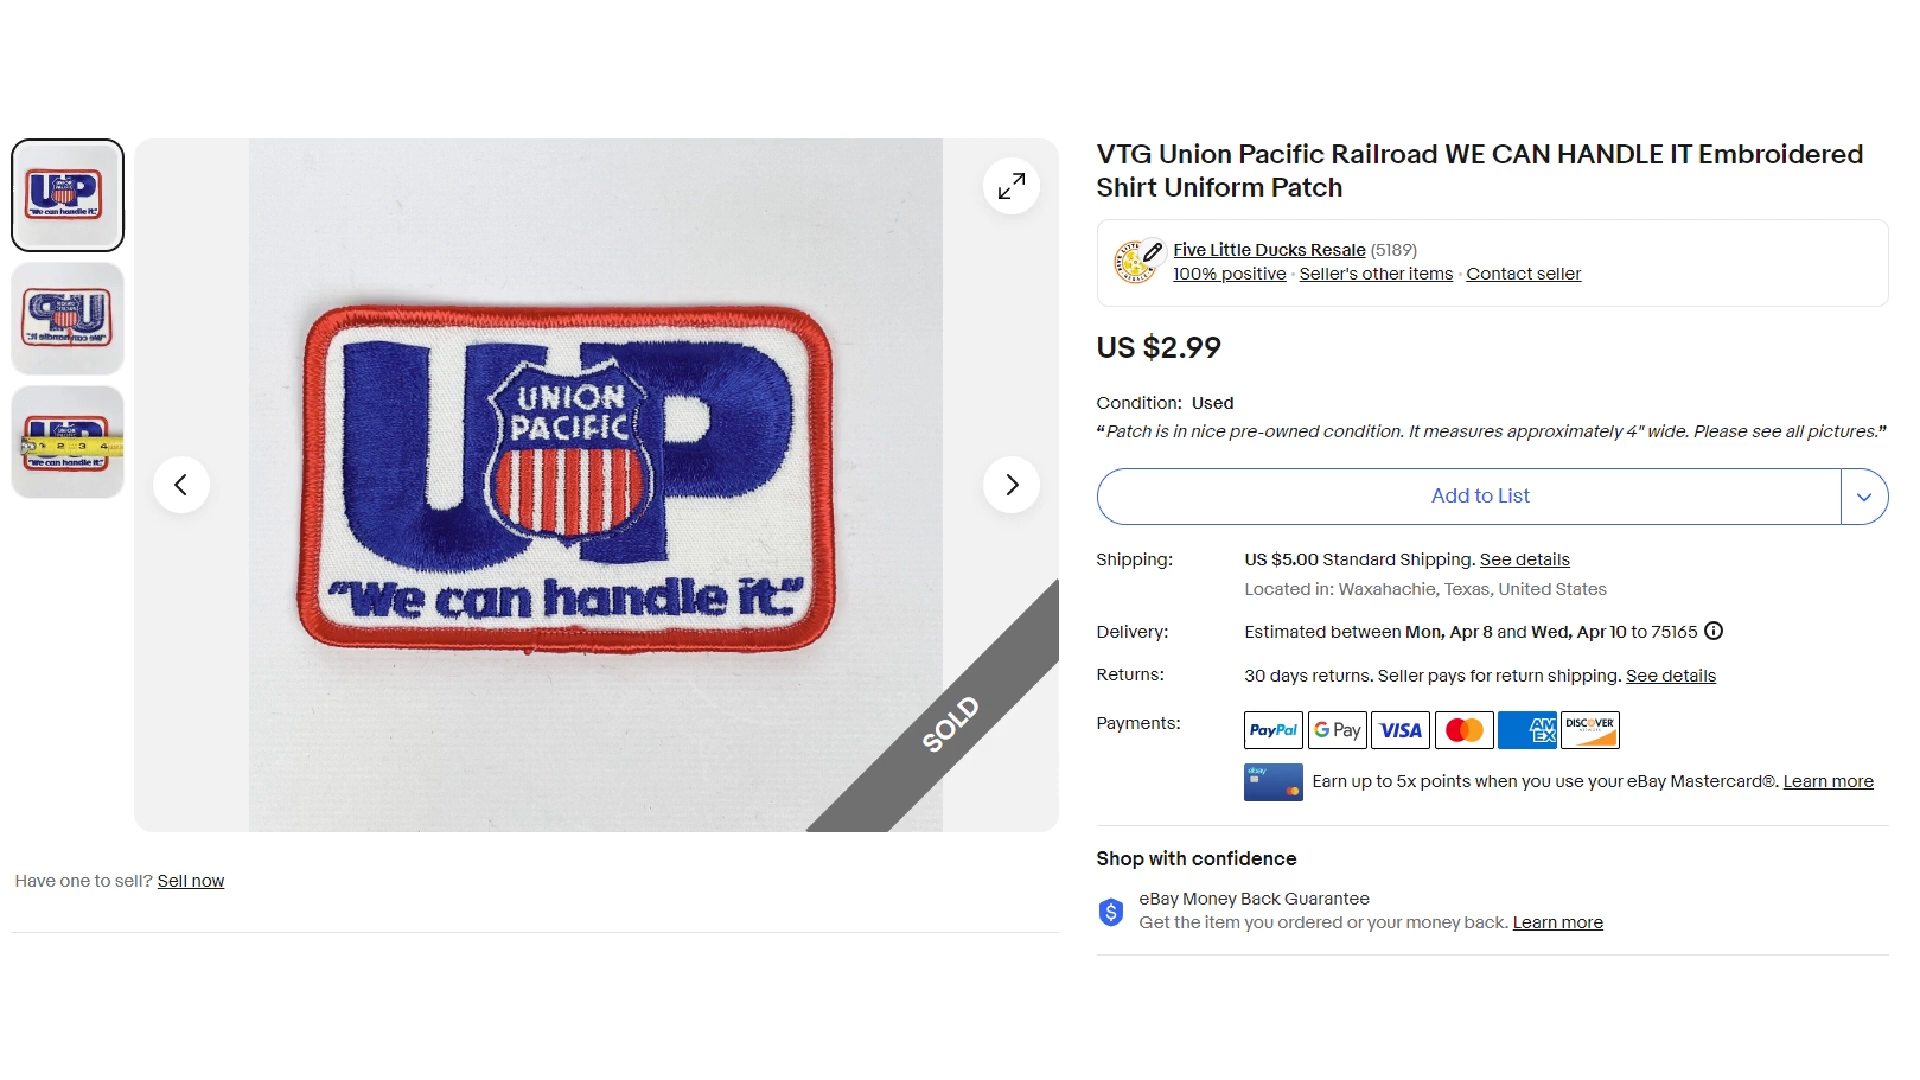 VTG Union Pacific Railroad WE CAN HANDLE IT Embroidered
Shirt Uniform Patch
Five Little Ducks Resale (5189)
100% positive · Seller's other items · Contact seller
US $2.99
Condition: Used
“Patch is in nice pre-owned condition. It measures approximately 4" wide. Please see all pictures.”
Add to List
Shipping: US $5.00 Standard Shipping. See details
Located in: Waxahachie, Texas, United States
Delivery: Estimated between Mon, Apr 8 and Wed, Apr 10 to 75165
Returns: 30 days returns. Seller pays for return shipping. See details
Payments: PayPal G Pay VISA AM EX DISCOVER
ebay Earn up to 5x points when you use your eBay Mastercard®. Learn more
Shop with confidence
eBay Money Back Guarantee
Get the item you ordered or your money back. Learn more
UP
UNION
PACIFIC
"We can handle it."
SOLD
Have one to sell? Sell now